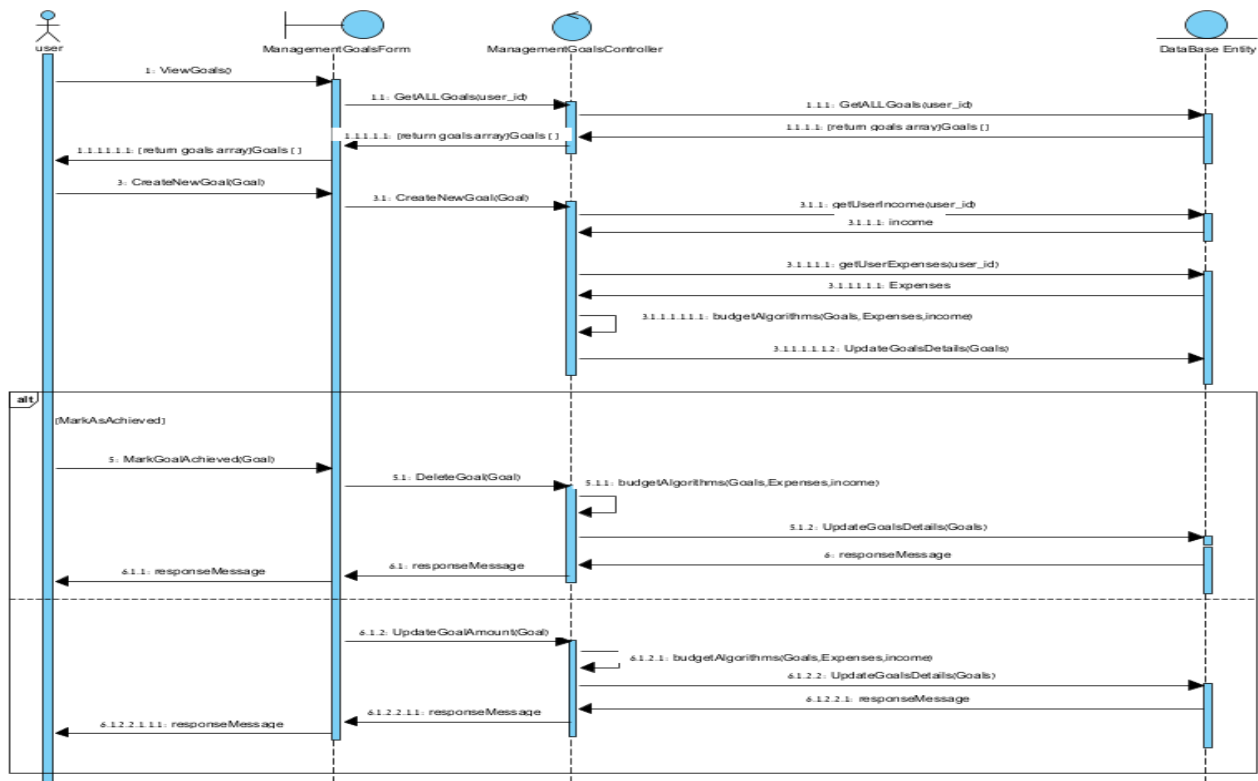 user
ManagementGoalsForm
ManagementGoalsController
DataBase Entity
1: ViewGoals()
1.1: GetALLGoals(user_id)
1.1.1: GetALLGoals(user_id)
1.1.1.1: {return goals array}Goals [ ]
1.1.1.1.1: {return goals array}Goals [ ]
1.1.1.1.1.1: {return goals array}Goals [ ]
3: CreateNewGoal(Goal)
3.1: CreateNewGoal(Goal)
3.1.1: getUserIncome(user_id)
3.1.1.1: income
3.1.1.1.1: getUserExpenses(user_id)
3.1.1.1.1.1: Expenses
3.1.1.1.1.1.1: budgetAlgorithms(Goals,Expenses,income)
3.1.1.1.1.1.2: UpdateGoalsDetails(Goals)
alt
[MarkAsAchieved]
5: MarkGoalAchieved(Goal)
5.1: DeleteGoal(Goal)
5.1.1: budgetAlgorithms(Goals,Expenses,income)
5.1.2: UpdateGoalsDetails(Goals)
6: responseMessage
6.1: responseMessage
6.1.1: responseMessage
6.1.2: UpdateGoalAmount(Goal)
6.1.2.1: budgetAlgorithms(Goals,Expenses,income)
6.1.2.2: UpdateGoalsDetails(Goals)
6.1.2.2.1: responseMessage
6.1.2.2.1.1: responseMessage
6.1.2.2.1.1.1: responseMessage